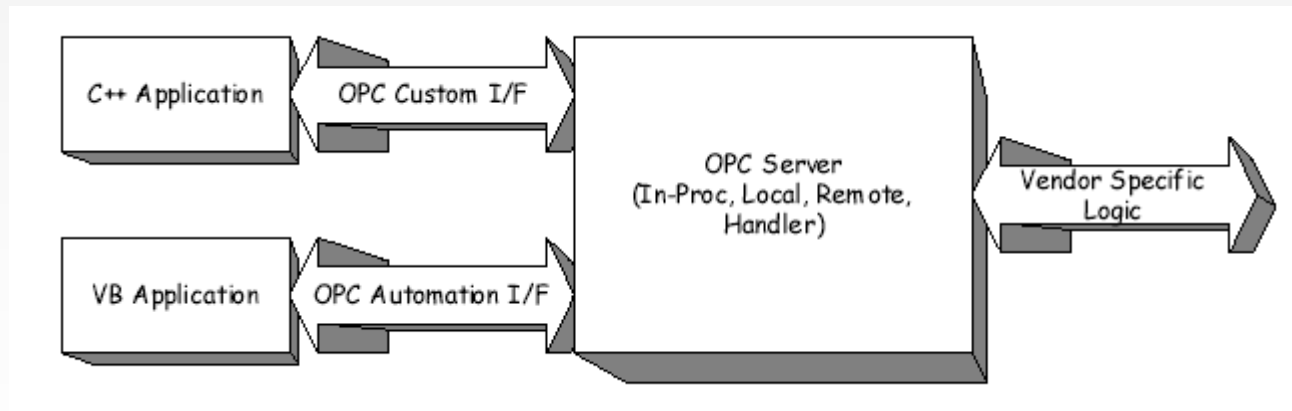 C++ Application
OPC Custom I/F
OPC Server
(In-Proc, Local, Remote,
Handler)
Vendor Specific
Logic
VB Application
OPC Automation I/F